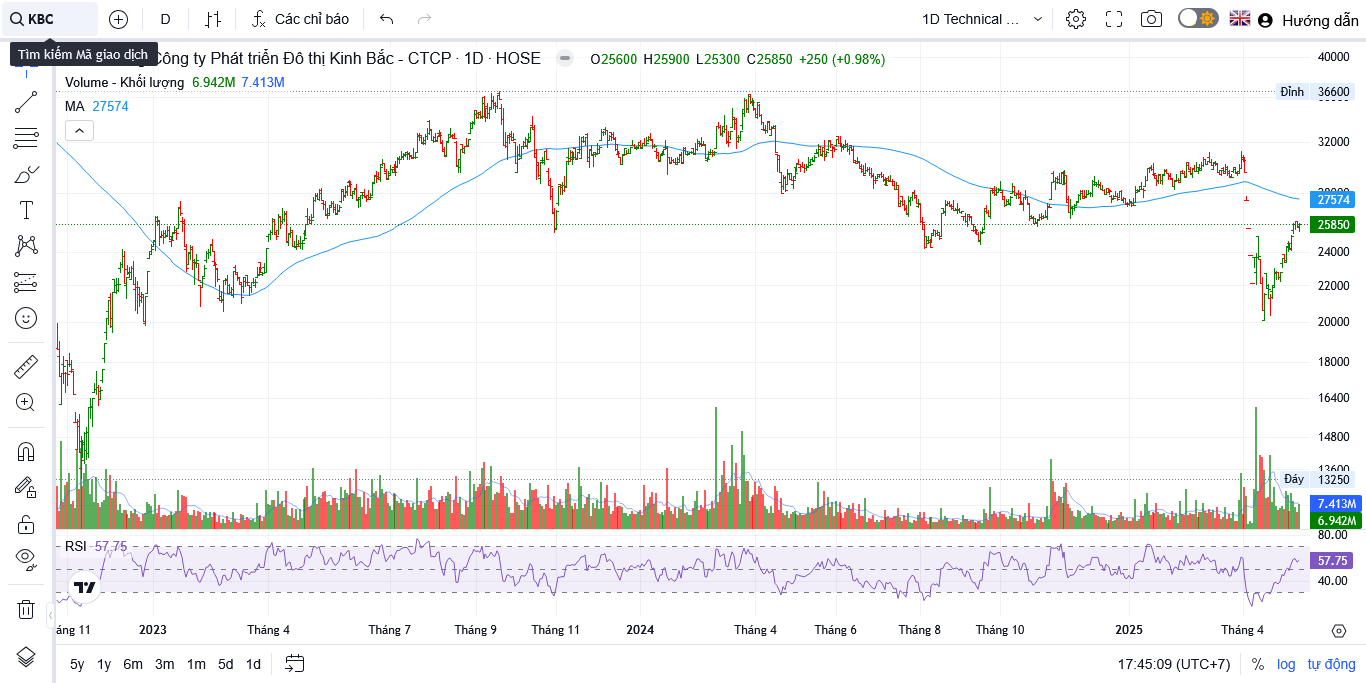 KBC
D
Các chỉ báo
1D Technical ...
Hướng dẫn
Tìm kiếm Mã giao dịch
Công ty Phát triển Đô thị Kinh Bắc - CTCP · 1D · HOSE
O25600 H25900 L25300 C25850 +250 (+0.98%)
Volume - Khối lượng 6.942M 7.413M
MA 27574
40000
Đỉnh 36600
32000
28000
27574
25850
24000
22000
20000
18000
16400
14800
13600
Đáy 13250
7.413M
6.942M
80.00
RSI 57.75
57.75
40.00
áng 11 2023 Tháng 4 Tháng 7 Tháng 9 Tháng 11 2024 Tháng 4 Tháng 6 Tháng 8 Tháng 10 2025 Tháng 4
5y 1y 6m 3m 1m 5d 1d
17:45:09 (UTC+7) % log tự động